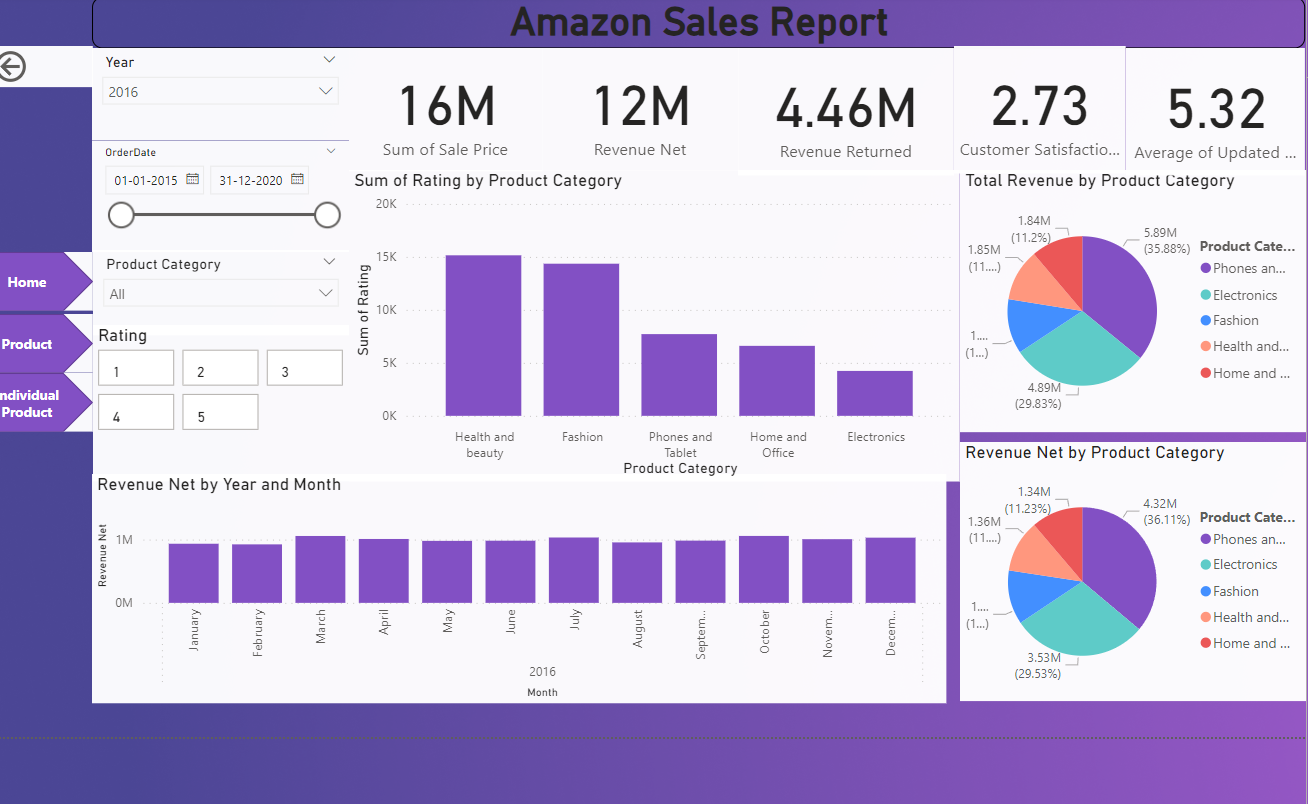 Amazon Sales Report
Year
2016
OrderDate
01-01-2015
31-12-2020
Product Category
All
Rating
1
2
3
4
5
Home
Product
ndividual
Product
16M
Sum of Sale Price
12M
Revenue Net
4.46M
Revenue Returned
2.73
Customer Satisfactio...
5.32
Average of Updated ...
Sum of Rating by Product Category
Sum of Rating
20K
15K
10K
5K
0K
Health and
beauty
Fashion
Phones and
Tablet
Home and
Office
Electronics
Product Category
Total Revenue by Product Category
1.84M
(11.2%)
5.89M
(35.88%)
1.85M
(11....)
1....
(1...)
4.89M
(29.83%)
Product Cate...
Phones an...
Electronics
Fashion
Health and...
Home and ...
Revenue Net by Year and Month
Revenue Net
1M
0M
January
February
March
April
May
June
July
August
Septem...
October
Novem...
Decem...
2016
Month
Revenue Net by Product Category
1.34M
(11.23%)
4.32M
(36.11%)
1.36M
(11....)
1....
(1...)
3.53M
(29.53%)
Product Cate...
Phones an...
Electronics
Fashion
Health and...
Home and ...